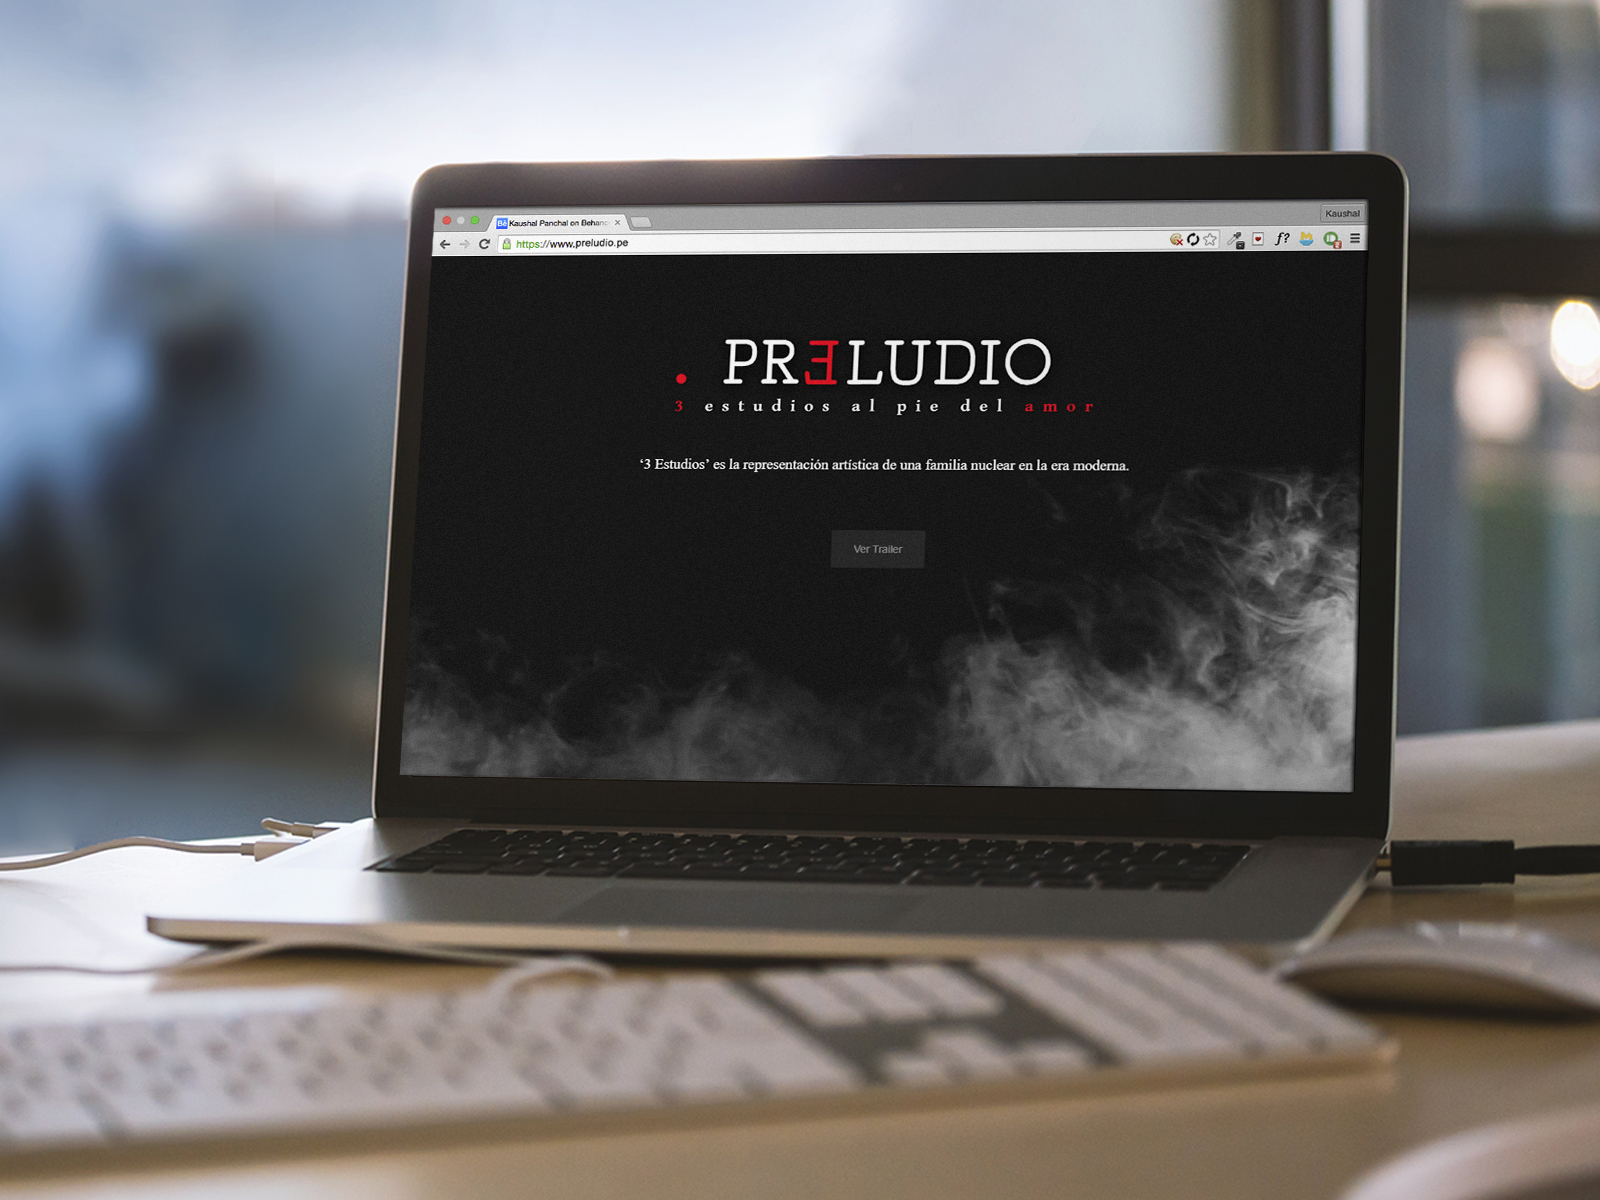 Bē Kaushal Panchal on Behanc
Kaushal
https://www.preludio.pe
f?
. PRƎLUDIO
3 estudios al pie del amor
‘3 Estudios’ es la representación artística de una familia nuclear en la era moderna.
Ver Trailer